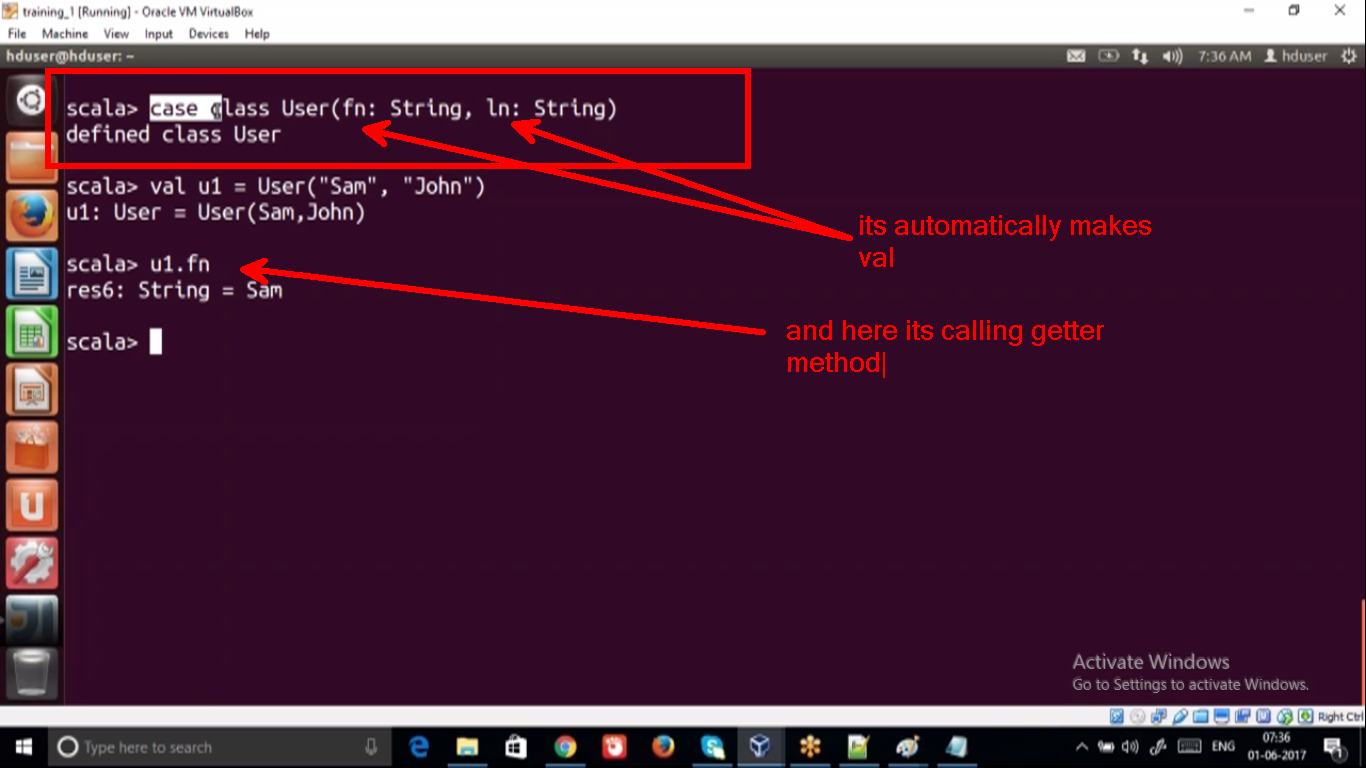 training_1 [Running] - Oracle VM VirtualBox
File Machine View Input Devices Help
hduser@hduser: ~ 7:36 AM hduser
scala> case class User(fn: String, ln: String)
defined class User
scala> val u1 = User("Sam", "John")
u1: User = User(Sam,John)
its automatically makes
val
scala> u1.fn
res6: String = Sam
and here its calling getter
method
scala>
Activate Windows
Go to Settings to activate Windows.
Right Ctrl
Type here to search
ENG
07:36
01-06-2017